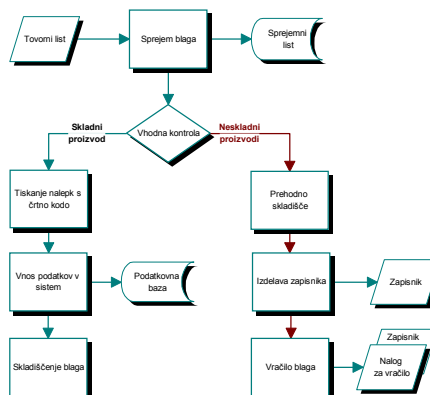 Tovorni list
Sprejem blaga
Sprejemni
list
Vhodna kontrola
Skladni
proizvod
Neskladni
proizvodi
Tiskanje nalepk s
črtno kodo
Prehodno
skladišče
Vnos podatkov v
sistem
Podatkovna
baza
Izdelava zapisnika
Zapisnik
Skladiščenje blaga
Vračilo blaga
Zapisnik
Nalog
za vračilo